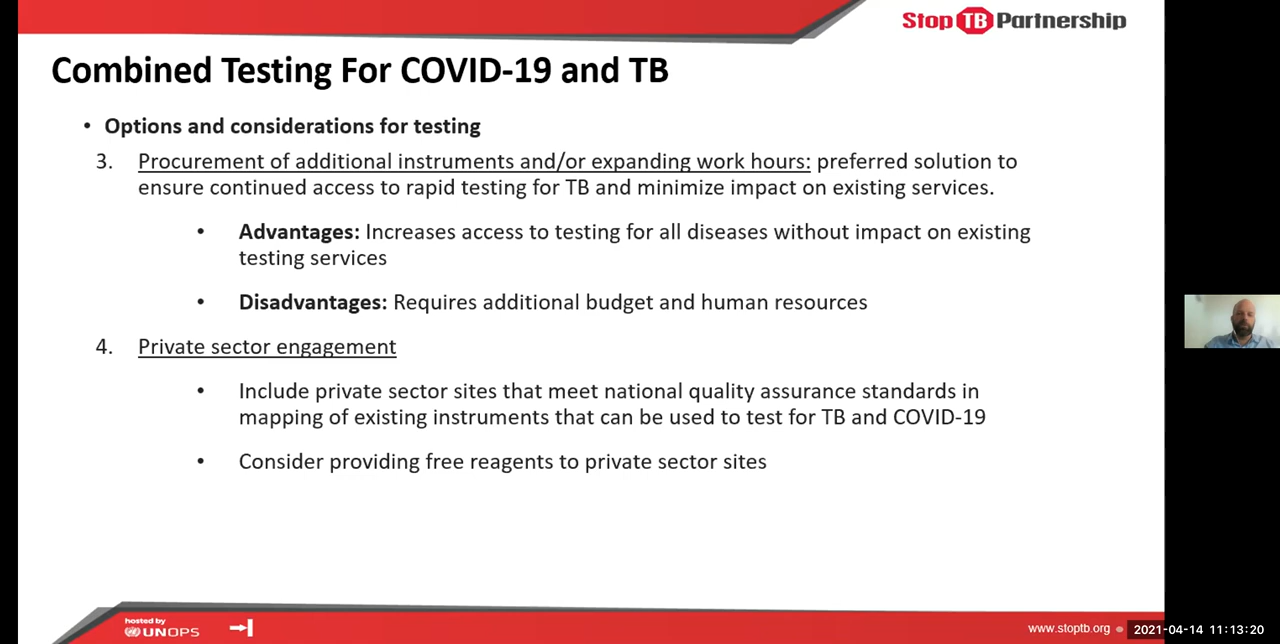 Stop TB Partnership
Combined Testing For COVID-19 and TB
• Options and considerations for testing
3. Procurement of additional instruments and/or expanding work hours: preferred solution to
ensure continued access to rapid testing for TB and minimize impact on existing services.
• Advantages: Increases access to testing for all diseases without impact on existing
testing services
• Disadvantages: Requires additional budget and human resources
4. Private sector engagement
• Include private sector sites that meet national quality assurance standards in
mapping of existing instruments that can be used to test for TB and COVID-19
• Consider providing free reagents to private sector sites
hosted by
UNOPS
www.stoptb.org
2021-04-14 11:13:20